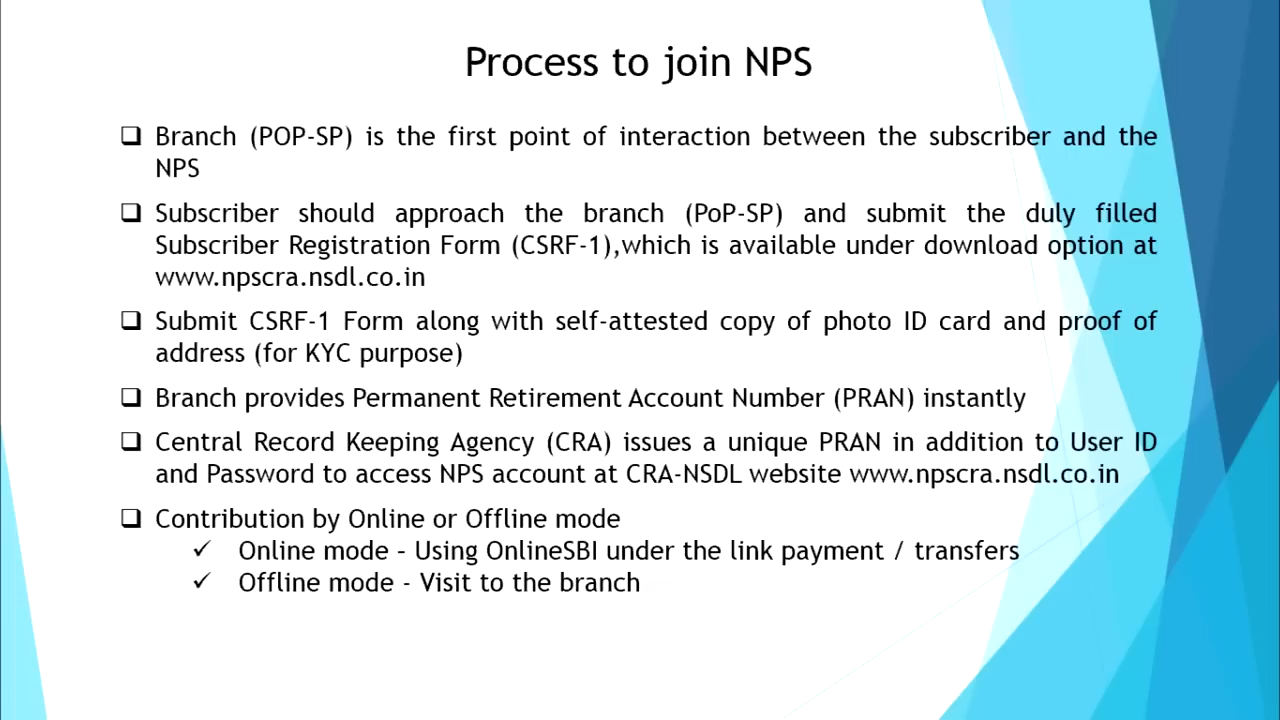 Process to join NPS
❑ Branch (POP-SP) is the first point of interaction between the subscriber and the
NPS
❑ Subscriber should approach the branch (PoP-SP) and submit the duly filled
Subscriber Registration Form (CSRF-1),which is available under download option at
www.npscra.nsdl.co.in
❑ Submit CSRF-1 Form along with self-attested copy of photo ID card and proof of
address (for KYC purpose)
❑ Branch provides Permanent Retirement Account Number (PRAN) instantly
❑ Central Record Keeping Agency (CRA) issues a unique PRAN in addition to User ID
and Password to access NPS account at CRA-NSDL website www.npscra.nsdl.co.in
❑ Contribution by Online or Offline mode
✓ Online mode – Using OnlineSBI under the link payment / transfers
✓ Offline mode - Visit to the branch